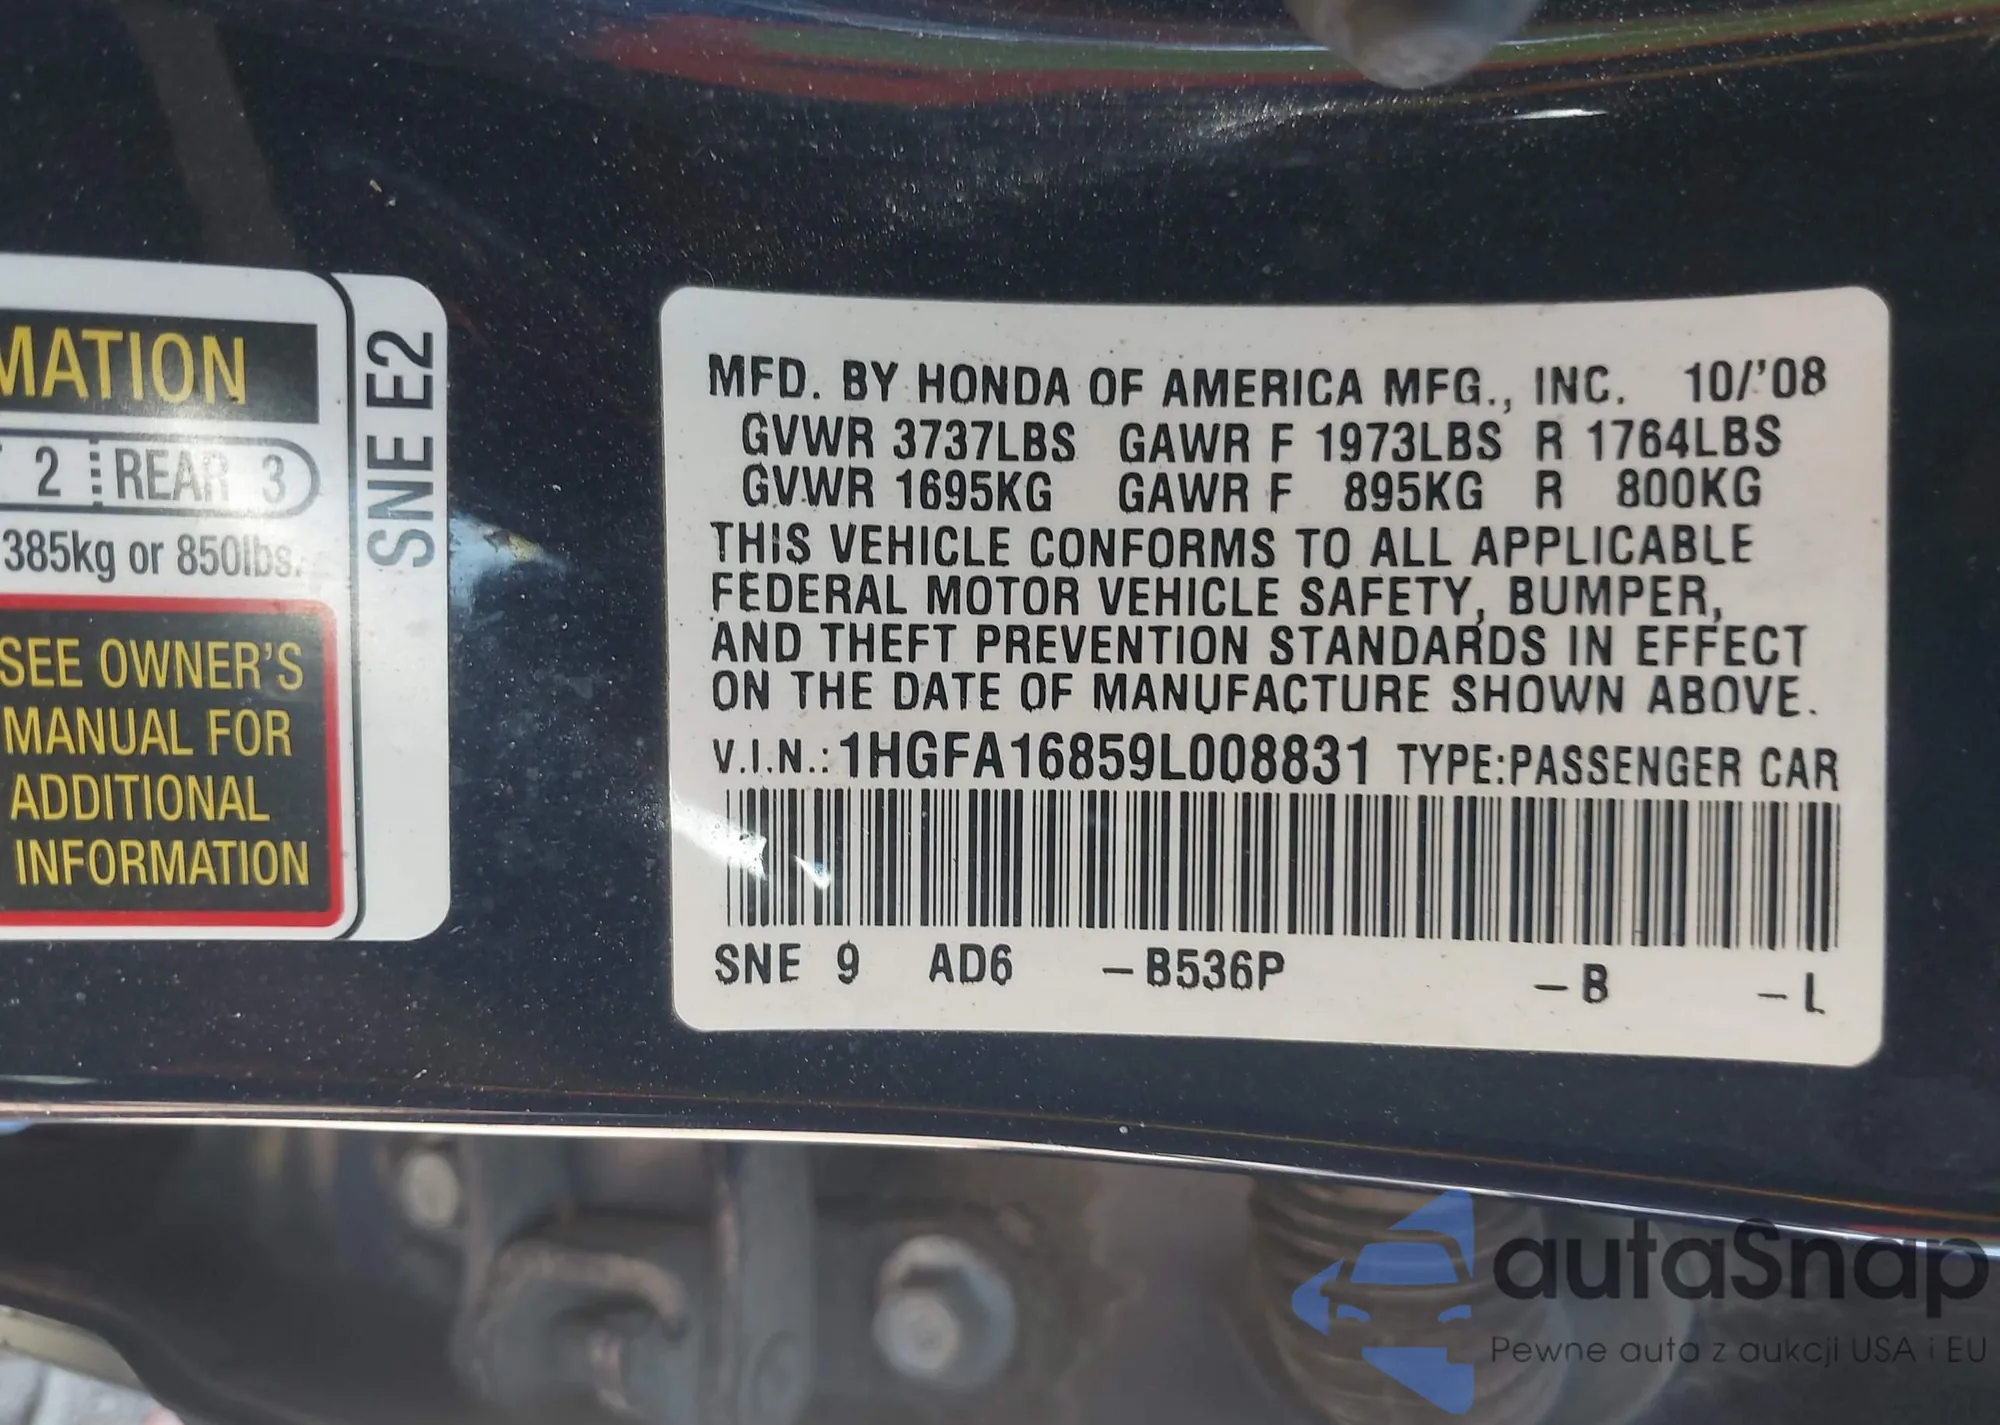 MATION
2 REAR 3
385kg or 850lbs.
SEE OWNER'S
MANUAL FOR
ADDITIONAL
INFORMATION
SNE E2
MFD. BY HONDA OF AMERICA MFG., INC. 10/'08
GVWR 3737LBS GAWR F 1973LBS R 1764LBS
GVWR 1695KG GAWR F 895KG R 800KG
THIS VEHICLE CONFORMS TO ALL APPLICABLE
FEDERAL MOTOR VEHICLE SAFETY, BUMPER,
AND THEFT PREVENTION STANDARDS IN EFFECT
ON THE DATE OF MANUFACTURE SHOWN ABOVE.
V.I.N.: 1HGFA16859L008831 TYPE:PASSENGER CAR
SNE 9 AD6 –B536P –B –L
autaSnap
Pewne auta z aukcji USA i EU